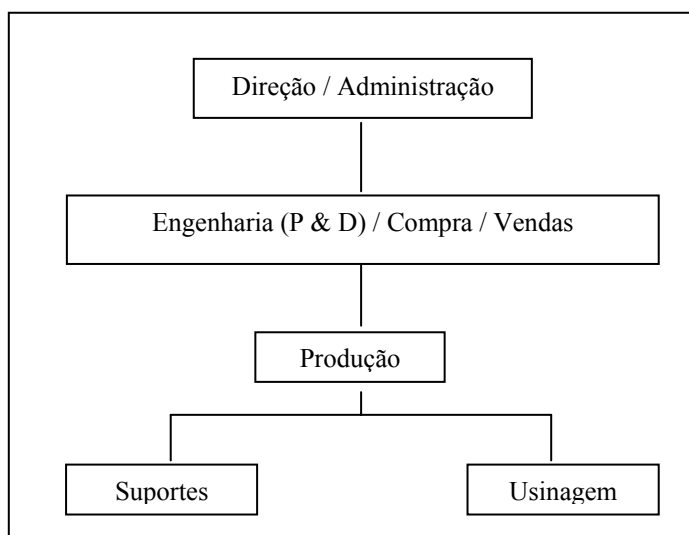 Direção / Administração
Engenharia (P & D) / Compra / Vendas
Produção
Suportes
Usinagem